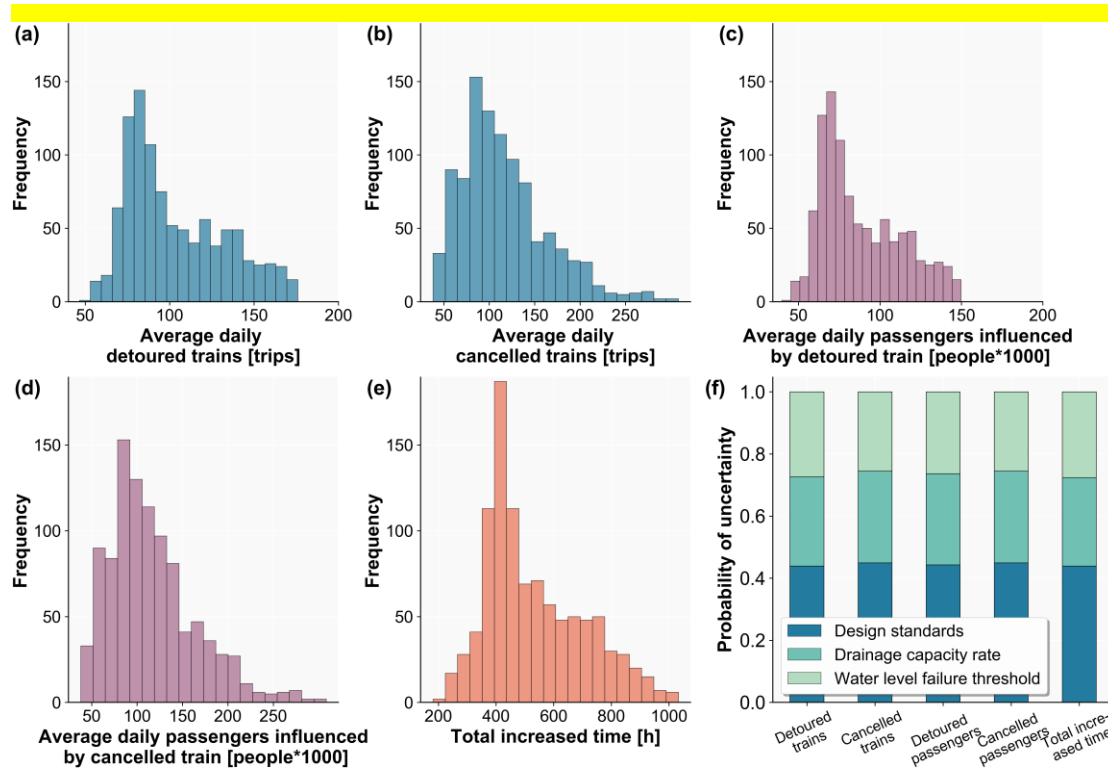 (a)
150
100
50
0
Frequency
50 100 150 200
Average daily
detoured trains [trips]
(b)
150
100
50
0
Frequency
50 100 150 200 250
Average daily
cancelled trains [trips]
(c)
150
100
50
0
Frequency
50 100 150 200
Average daily passengers influenced
by detoured train [people*1000]
(d)
150
100
50
0
Frequency
50 100 150 200 250
Average daily passengers influenced
by cancelled train [people*1000]
(e)
150
100
50
0
Frequency
200 400 600 800 1000
Total increased time [h]
(f)
1.0
0.8
0.6
0.4
0.2
0.0
Probability of uncertainty
Design standards
Drainage capacity rate
Water level failure threshold
Detoured
trains
Cancelled
trains
Detoured
passengers
Cancelled
passengers
Total incre-
ased time